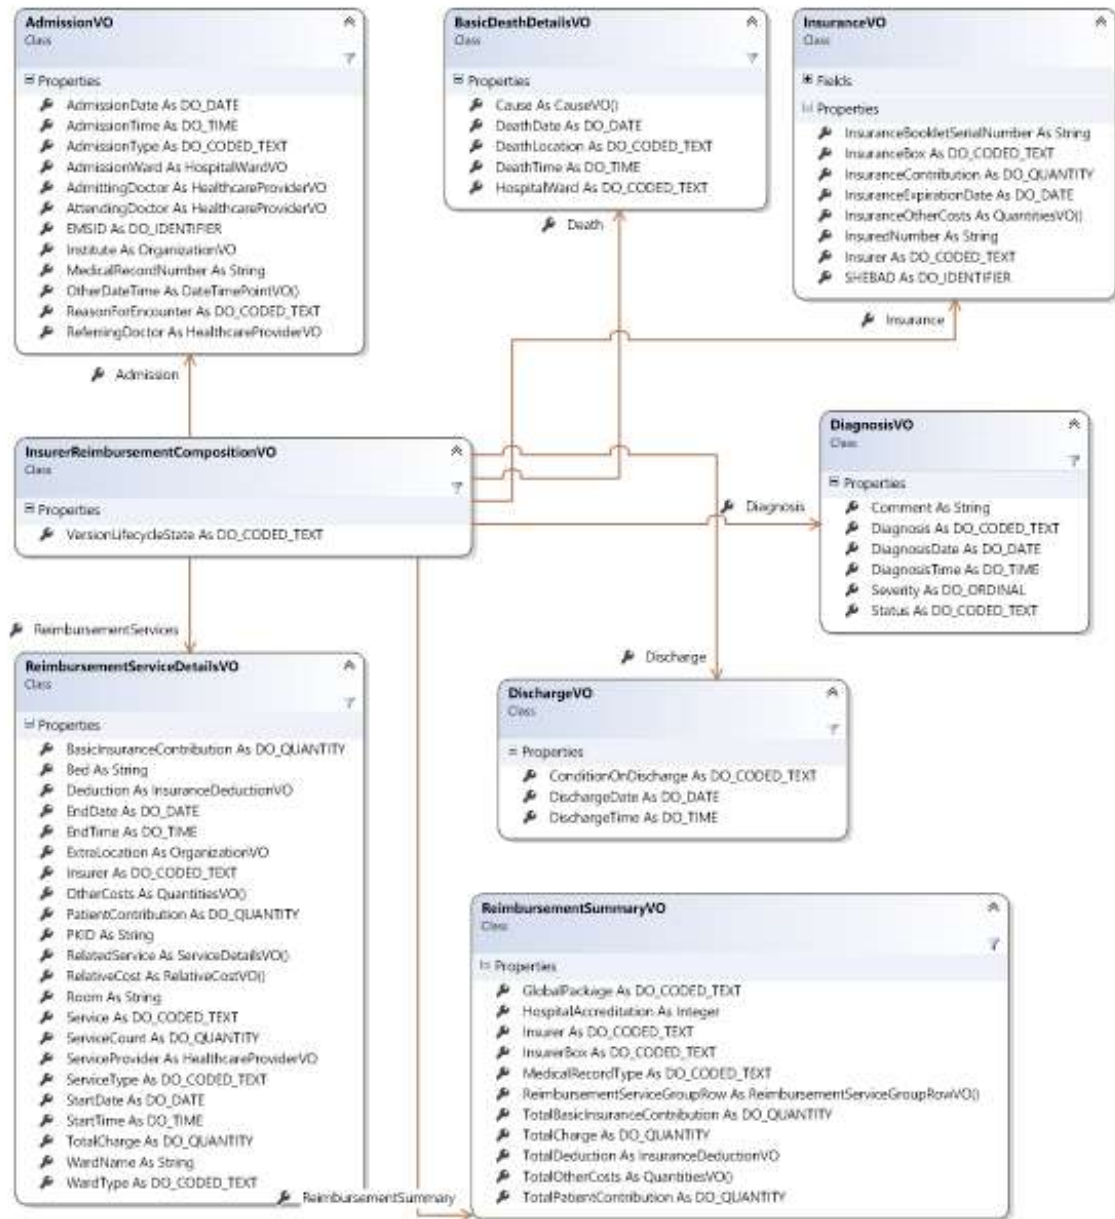 AdmissionVO
Class
Properties
AdmissionDate As DO_DATE
AdmissionTime As DO_TIME
AdmissionType As DO_CODED_TEXT
AdmissionWard As HospitalWardVO
AdmittingDoctor As HealthcareProviderVO
AttendingDoctor As HealthcareProviderVO
EMSID As DO_IDENTIFIER
Institute As OrganizationVO
MedicalRecordNumber As String
OtherDateTime As DateTimePointVO()
ReasonForEncounter As DO_CODED_TEXT
ReferringDoctor As HealthcareProviderVO
Admission
BasicDeathDetailsVO
Class
Properties
Cause As CauseVO()
DeathDate As DO_DATE
DeathLocation As DO_CODED_TEXT
DeathTime As DO_TIME
HospitalWard As DO_CODED_TEXT
Death
InsuranceVO
Class
Fields
Properties
InsuranceBookletSerialNumber As String
InsuranceBox As DO_CODED_TEXT
InsuranceContribution As DO_QUANTITY
InsuranceExpirationDate As DO_DATE
InsuranceOtherCosts As QuantitiesVO()
InsuredNumber As String
Insurer As DO_CODED_TEXT
SHEBAD As DO_IDENTIFIER
Insurance
InsurerReimbursementCompositionVO
Class
Properties
VersionLifecycleState As DO_CODED_TEXT
Diagnosis
DiagnosisVO
Class
Properties
Comment As String
Diagnosis As DO_CODED_TEXT
DiagnosisDate As DO_DATE
DiagnosisTime As DO_TIME
Severity As DO_ORDINAL
Status As DO_CODED_TEXT
ReimbursementServices
ReimbursementServiceDetailsVO
Class
Properties
BasicInsuranceContribution As DO_QUANTITY
Bed As String
Deduction As InsuranceDeductionVO
EndDate As DO_DATE
EndTime As DO_TIME
ExtraLocation As OrganizationVO
Insurer As DO_CODED_TEXT
OtherCosts As QuantitiesVO()
PatientContribution As DO_QUANTITY
PKID As String
RelatedService As ServiceDetailsVO()
RelativeCost As RelativeCostVO()
Room As String
Service As DO_CODED_TEXT
ServiceCount As DO_QUANTITY
ServiceProvider As HealthcareProviderVO
ServiceType As DO_CODED_TEXT
StartDate As DO_DATE
StartTime As DO_TIME
TotalCharge As DO_QUANTITY
WardName As String
WardType As DO_CODED_TEXT
Discharge
DischargeVO
Class
Properties
ConditionOnDischarge As DO_CODED_TEXT
DischargeDate As DO_DATE
DischargeTime As DO_TIME
ReimbursementSummary
ReimbursementSummaryVO
Class
Properties
GlobalPackage As DO_CODED_TEXT
HospitalAccreditation As Integer
Insurer As DO_CODED_TEXT
InsurerBox As DO_CODED_TEXT
MedicalRecordType As DO_CODED_TEXT
ReimbursementServiceGroupRow As ReimbursementServiceGroupRowVO()
TotalBasicInsuranceContribution As DO_QUANTITY
TotalCharge As DO_QUANTITY
TotalDeduction As InsuranceDeductionVO
TotalOtherCosts As QuantitiesVO()
TotalPatientContribution As DO_QUANTITY